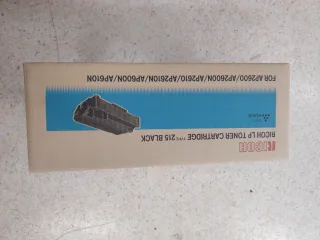 RICOH
RICOH LP TONER CARTRIDGE TYPE 215 BLACK
FOR AP2600/AP2600N/AP2610/AP2610N/AP600N/AP610N